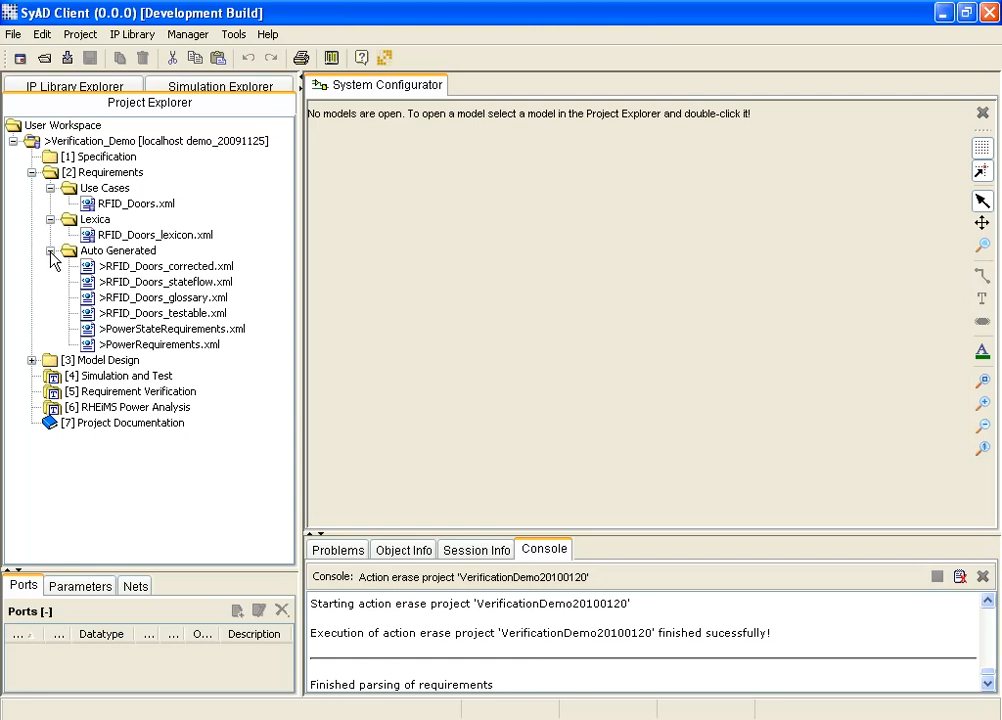 SyAD Client (0.0.0) [Development Build]
File Edit Project IP Library Manager Tools Help
IP Library Explorer Simulation Explorer
Project Explorer
User Workspace
>Verification_Demo [localhost demo_20091125]
[1] Specification
[2] Requirements
Use Cases
RFID_Doors.xml
Lexica
RFID_Doors_lexicon.xml
Auto Generated
>RFID_Doors_corrected.xml
>RFID_Doors_stateflow.xml
>RFID_Doors_glossary.xml
>RFID_Doors_testable.xml
>PowerStateRequirements.xml
>PowerRequirements.xml
[3] Model Design
[4] Simulation and Test
[5] Requirement Verification
[6] RHEiMS Power Analysis
[7] Project Documentation
Ports Parameters Nets
Ports [-]
... ... Datatype ... ... O... Description
System Configurator
No models are open. To open a model select a model in the Project Explorer and double-click it!
Problems Object Info Session Info Console
Console: Action erase project 'VerificationDemo20100120'
Starting action erase project 'VerificationDemo20100120'
Execution of action erase project 'VerificationDemo20100120' finished sucessfully!
Finished parsing of requirements